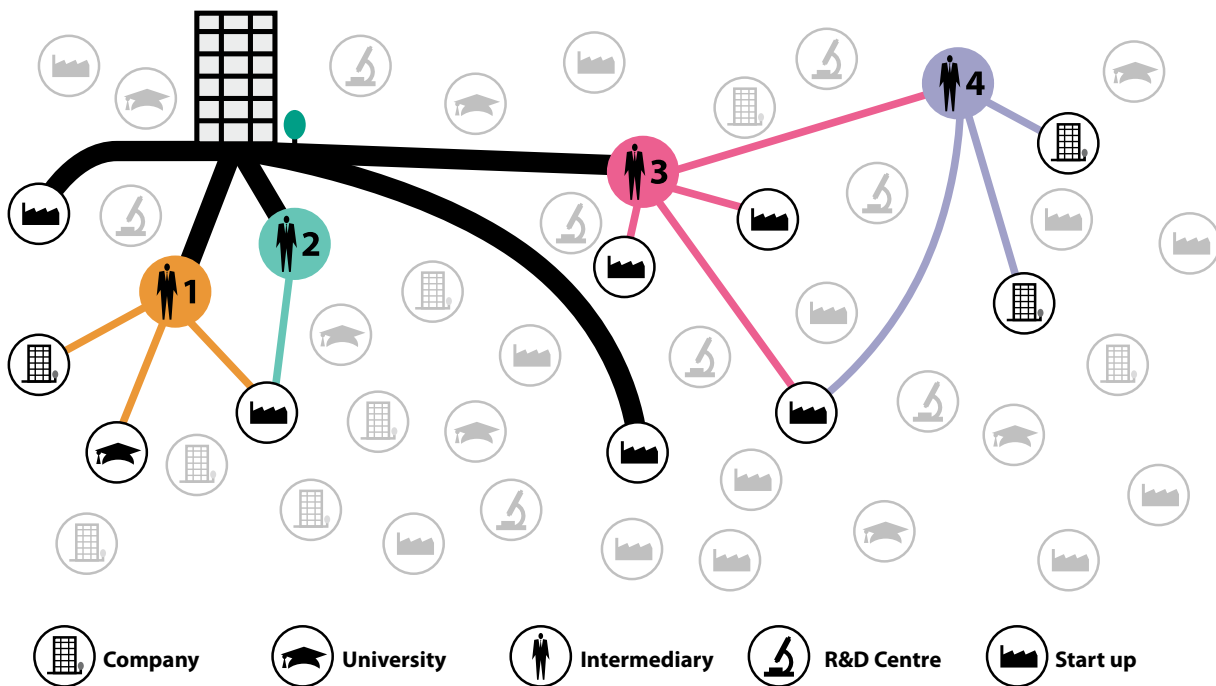 4
3
2
1
Company
University
Intermediary
R&D Centre
Start up